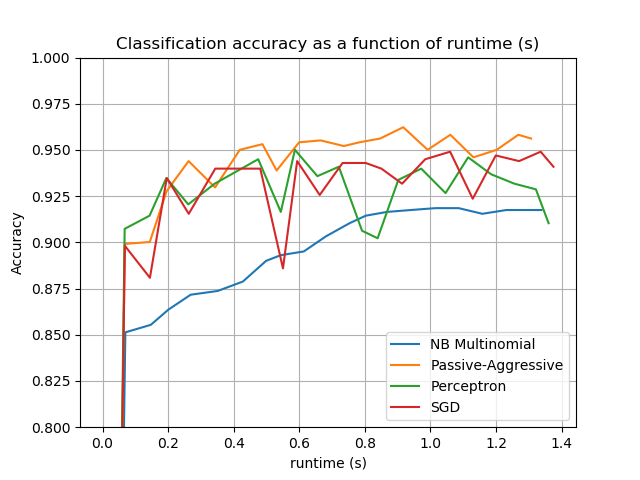 Classification accuracy as a function of runtime (s)
1.000
0.975
0.950
0.925
0.900
0.875
0.850
0.825
0.800
Accuracy
NB Multinomial
Passive-Aggressive
Perceptron
SGD
0.0 0.2 0.4 0.6 0.8 1.0 1.2 1.4
runtime (s)